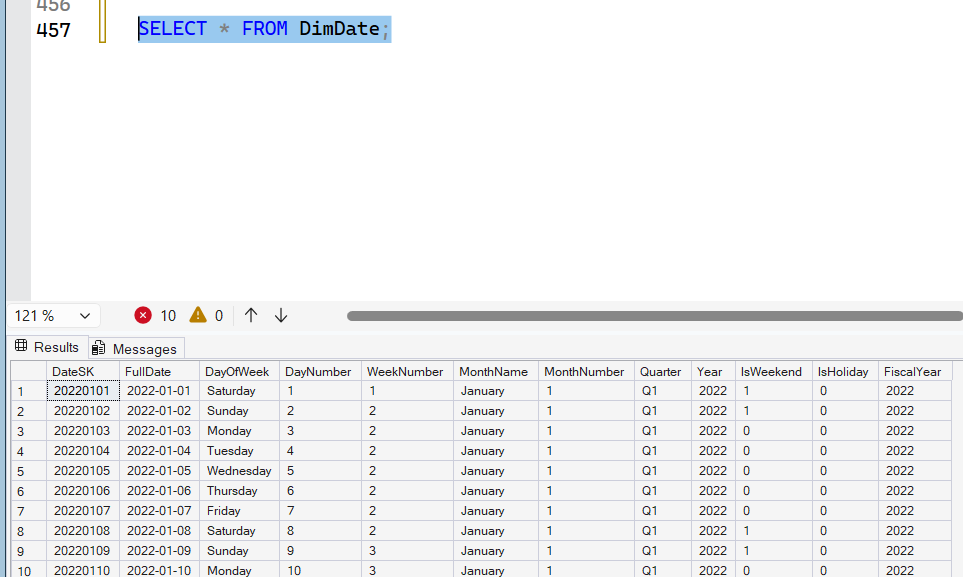 456
457 SELECT * FROM DimDate;
121 % 10 0
Results Messages
DateSK FullDate DayOfWeek DayNumber WeekNumber MonthName MonthNumber Quarter Year IsWeekend IsHoliday FiscalYear
1 20220101 2022-01-01 Saturday 1 1 January 1 Q1 2022 1 0 2022
2 20220102 2022-01-02 Sunday 2 2 January 1 Q1 2022 1 0 2022
3 20220103 2022-01-03 Monday 3 2 January 1 Q1 2022 0 0 2022
4 20220104 2022-01-04 Tuesday 4 2 January 1 Q1 2022 0 0 2022
5 20220105 2022-01-05 Wednesday 5 2 January 1 Q1 2022 0 0 2022
6 20220106 2022-01-06 Thursday 6 2 January 1 Q1 2022 0 0 2022
7 20220107 2022-01-07 Friday 7 2 January 1 Q1 2022 0 0 2022
8 20220108 2022-01-08 Saturday 8 2 January 1 Q1 2022 1 0 2022
9 20220109 2022-01-09 Sunday 9 3 January 1 Q1 2022 1 0 2022
10 20220110 2022-01-10 Monday 10 3 January 1 Q1 2022 0 0 2022